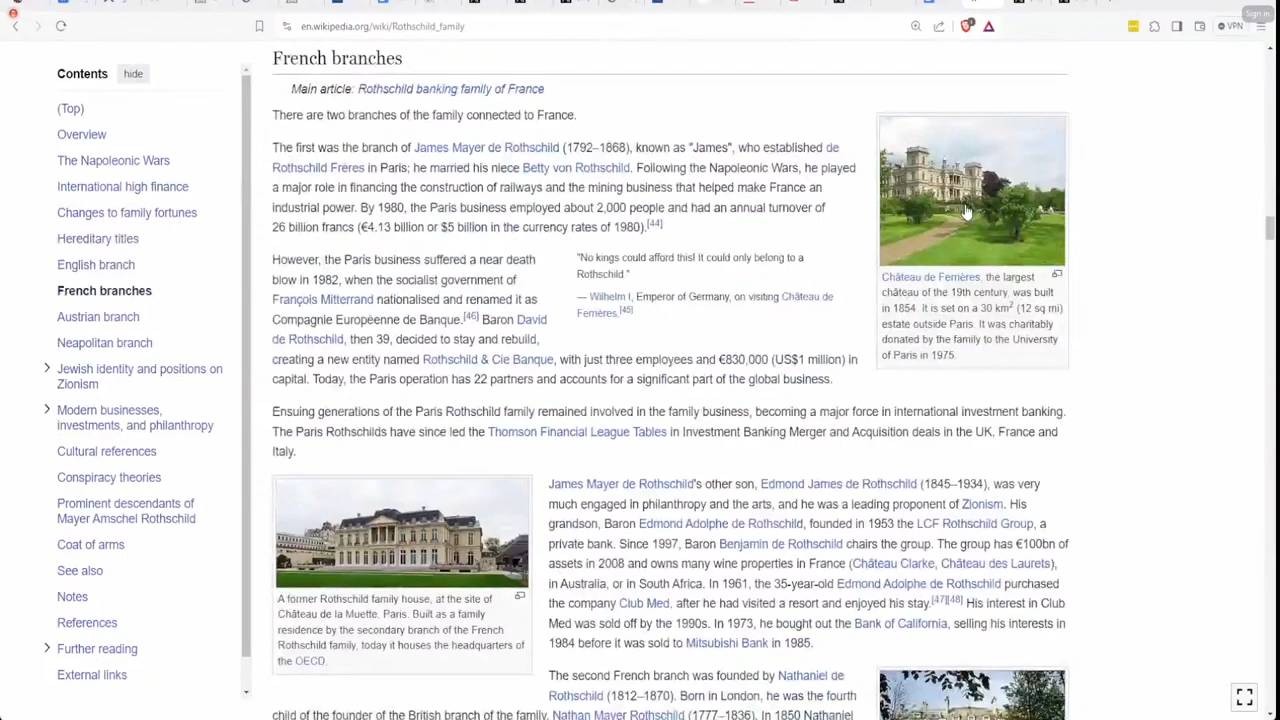 Sign in
en.wikipedia.org/wiki/Rothschild_family
VPN
Contents
hide
(Top)
Overview
The Napoleonic Wars
International high finance
Changes to family fortunes
Hereditary titles
English branch
French branches
Austrian branch
Neapolitan branch
Jewish identity and positions on
Zionism
Modern businesses,
investments, and philanthropy
Cultural references
Conspiracy theories
Prominent descendants of
Mayer Amschel Rothschild
Coat of arms
See also
Notes
References
Further reading
External links
French branches
Main article: Rothschild banking family of France
There are two branches of the family connected to France.
The first was the branch of James Mayer de Rothschild (1792–1868), known as "James", who established de
Rothschild Frères in Paris; he married his niece Betty von Rothschild. Following the Napoleonic Wars, he played
a major role in financing the construction of railways and the mining business that helped make France an
industrial power. By 1980, the Paris business employed about 2,000 people and had an annual turnover of
26 billion francs (€4.13 billion or $5 billion in the currency rates of 1980).[44]
However, the Paris business suffered a near death
blow in 1982, when the socialist government of
François Mitterrand nationalised and renamed it as
Compagnie Européenne de Banque.[46] Baron David
de Rothschild, then 39, decided to stay and rebuild,
creating a new entity named Rothschild & Cie Banque, with just three employees and €830,000 (US$1 million) in
capital. Today, the Paris operation has 22 partners and accounts for a significant part of the global business.
"No kings could afford this! It could only belong to a
Rothschild "
— Wilhelm I, Emperor of Germany, on visiting Château de
Ferrières.[45]
Château de Ferrières, the largest
château of the 19th century, was built
in 1854. It is set on a 30 km2 (12 sq mi)
estate outside Paris. It was charitably
donated by the family to the University
of Paris in 1975.
Ensuing generations of the Paris Rothschild family remained involved in the family business, becoming a major force in international investment banking.
The Paris Rothschilds have since led the Thomson Financial League Tables in Investment Banking Merger and Acquisition deals in the UK, France and
Italy.
A former Rothschild family house, at the site of
Château de la Muette, Paris. Built as a family
residence by the secondary branch of the French
Rothschild family, today it houses the headquarters of
the OECD.
James Mayer de Rothschild's other son, Edmond James de Rothschild (1845–1934), was very
much engaged in philanthropy and the arts, and he was a leading proponent of Zionism. His
grandson, Baron Edmond Adolphe de Rothschild, founded in 1953 the LCF Rothschild Group, a
private bank. Since 1997, Baron Benjamin de Rothschild chairs the group. The group has €100bn of
assets in 2008 and owns many wine properties in France (Château Clarke, Château des Laurets),
in Australia, or in South Africa. In 1961, the 35-year-old Edmond Adolphe de Rothschild purchased
the company Club Med, after he had visited a resort and enjoyed his stay.[47][48] His interest in Club
Med was sold off by the 1990s. In 1973, he bought out the Bank of California, selling his interests in
1984 before it was sold to Mitsubishi Bank in 1985.
The second French branch was founded by Nathaniel de
Rothschild (1812–1870). Born in London, he was the fourth
child of the founder of the British branch of the family, Nathan Mayer Rothschild (1777–1836). In 1850 Nathaniel